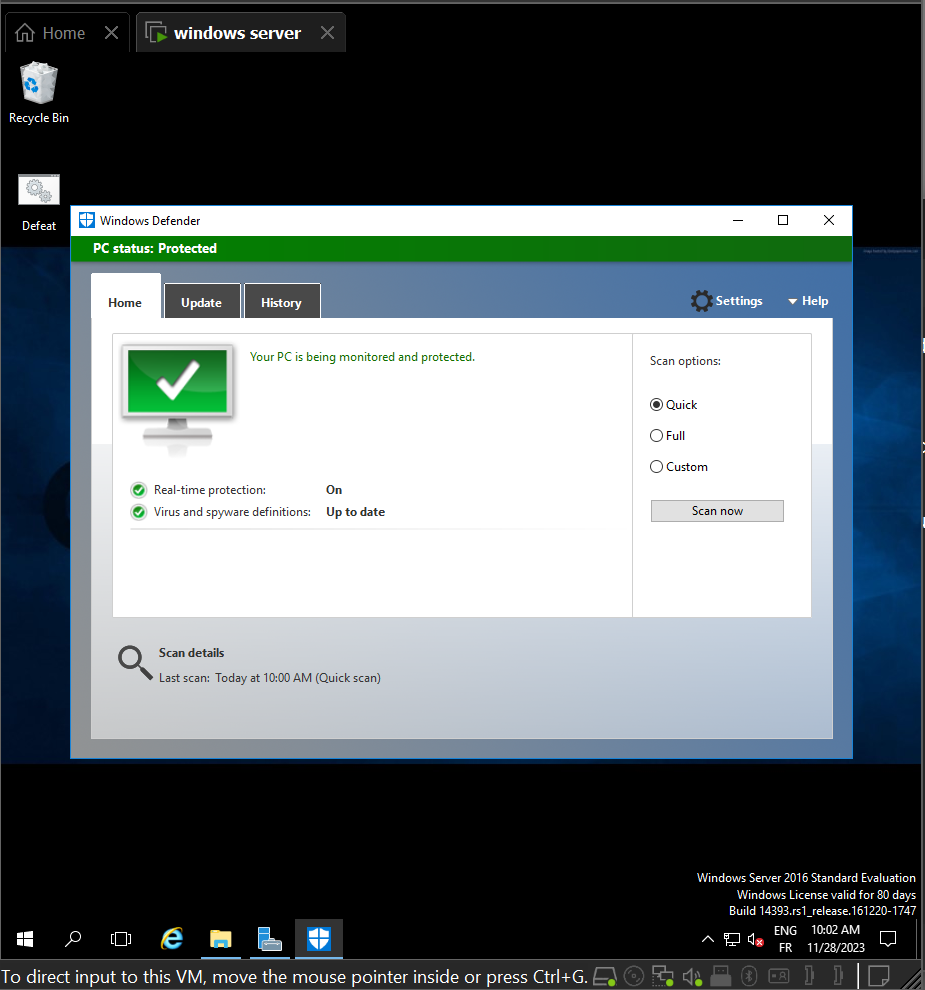 Home
windows server
Recycle Bin
Defeat
Windows Defender
PC status: Protected
Home
Update
History
Settings
Help
Your PC is being monitored and protected.
Scan options:
Quick
Full
Custom
Scan now
Real-time protection: On
Virus and spyware definitions: Up to date
Scan details
Last scan: Today at 10:00 AM (Quick scan)
Windows Server 2016 Standard Evaluation
Windows License valid for 80 days
Build 14393.rs1_release.161220-1747
ENG
FR
10:02 AM
11/28/2023
To direct input to this VM, move the mouse pointer inside or press Ctrl+G.